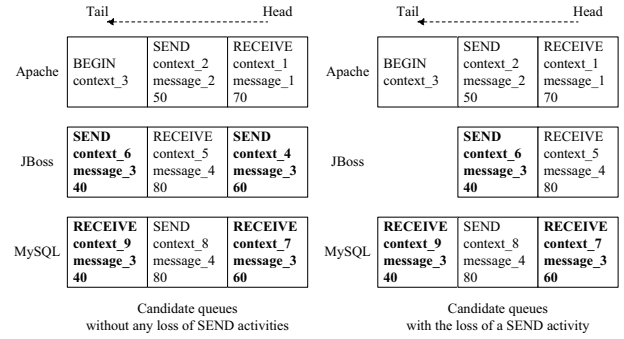 Tail Head Tail Head
Apache
BEGIN
context_3
SEND
context_2
message_2
50
RECEIVE
context_1
message_1
70
JBoss
SEND
context_6
message_3
40
RECEIVE
context_5
message_4
80
SEND
context_4
message_3
60
MySQL
RECEIVE
context_9
message_3
40
SEND
context_8
message_4
80
RECEIVE
context_7
message_3
60
Candidate queues
without any loss of SEND activities
Apache
BEGIN
context_3
SEND
context_2
message_2
50
RECEIVE
context_1
message_1
70
JBoss
SEND
context_6
message_3
40
RECEIVE
context_5
message_4
80
MySQL
RECEIVE
context_9
message_3
40
SEND
context_8
message_4
80
RECEIVE
context_7
message_3
60
Candidate queues
with the loss of a SEND activity